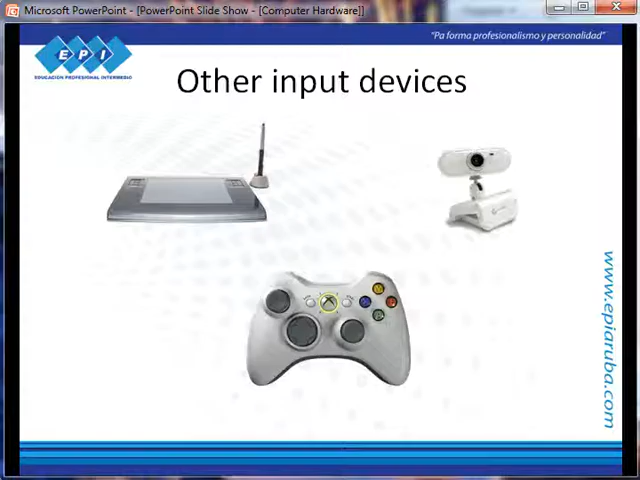 Microsoft PowerPoint - [PowerPoint Slide Show - [Computer Hardware]]
"Pa forma profesionalismo y personalidad"
EPI
EDUCACION PROFESIONAL INTERMEDIO
Other input devices
www.epiaruba.com